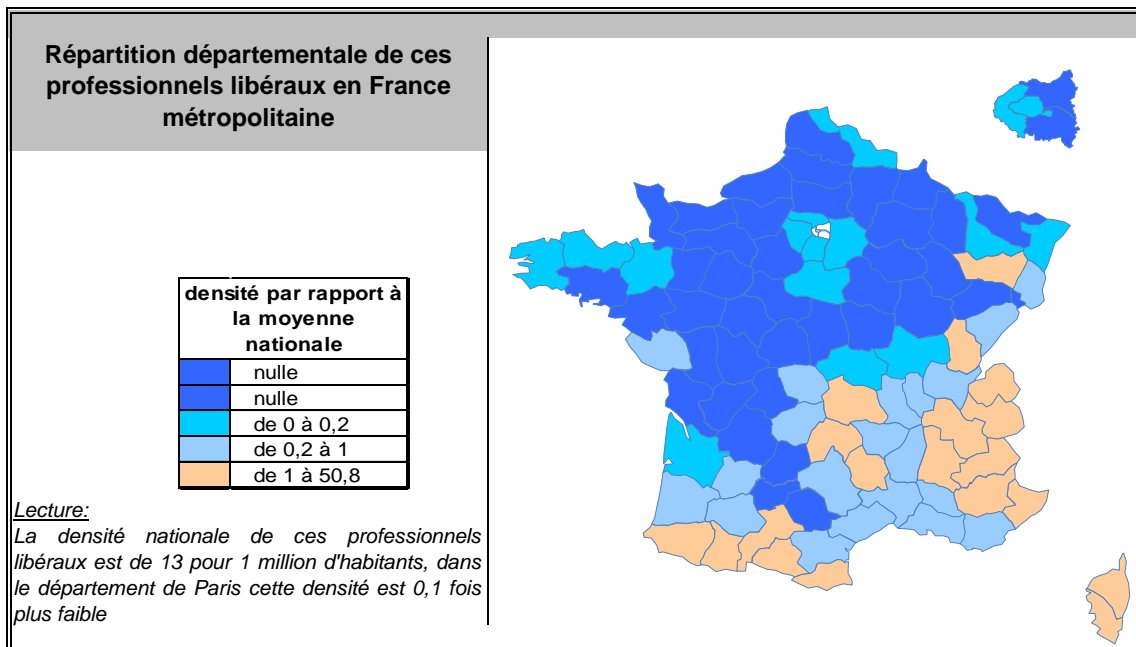 Répartition départementale de ces
professionnels libéraux en France
métropolitaine
densité par rapport à
la moyenne
nationale
nulle
nulle
de 0 à 0,2
de 0,2 à 1
de 1 à 50,8
Lecture:
La densité nationale de ces professionnels
libéraux est de 13 pour 1 million d'habitants, dans
le département de Paris cette densité est 0,1 fois
plus faible